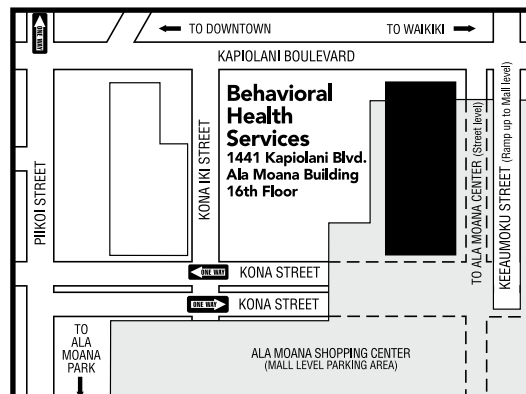 ONE WAY
TO DOWNTOWN
TO WAIKIKI
KAPIOLANI BOULEVARD
Behavioral
Health
Services
1441 Kapiolani Blvd.
Ala Moana Building
16th Floor
PIIKOI STREET
KONA IKI STREET
TO ALA MOANA CENTER (Street level)
KEEAUMOKU STREET (Ramp up to Mall level)
ONE WAY
KONA STREET
ONE WAY
KONA STREET
TO
ALA
MOANA
PARK
ALA MOANA SHOPPING CENTER
(MALL LEVEL PARKING AREA)